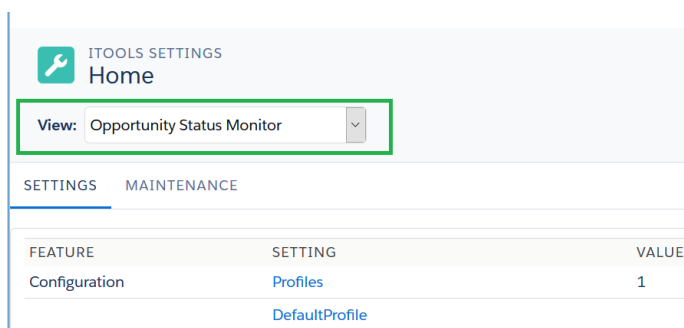 ITOOLS SETTINGS
Home
View: Opportunity Status Monitor
SETTINGS MAINTENANCE
FEATURE SETTING VALUE
Configuration Profiles 1
DefaultProfile